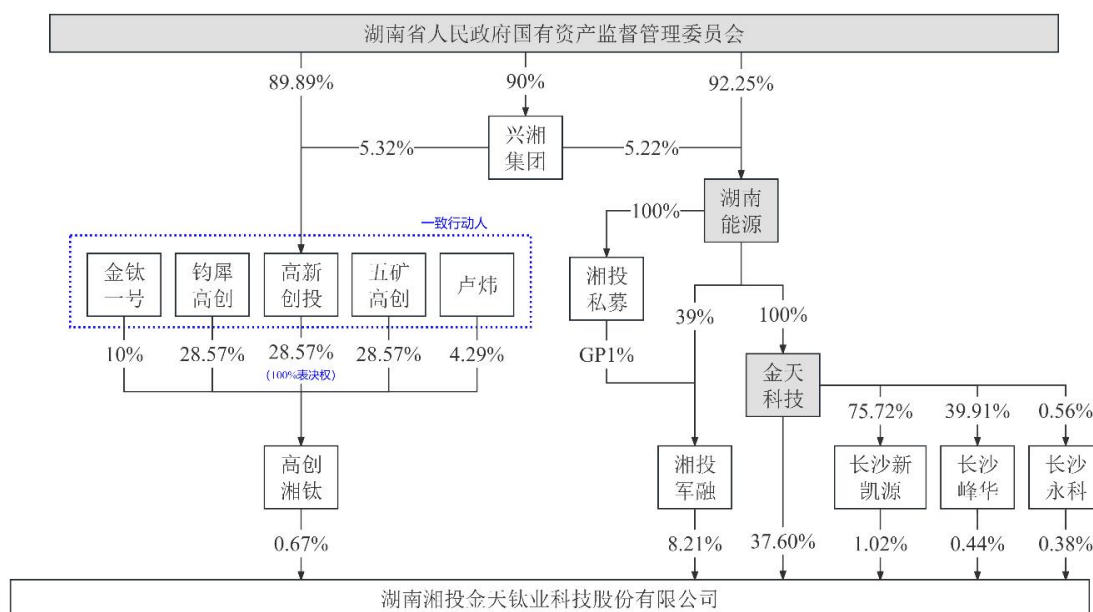 湖南省人民政府国有资产监督管理委员会
89.89%
90%
92.25%
兴湘
集团
5.32%
5.22%
湖南
能源
100%
一致行动人
金钛
一号
钧犀
高创
高新
创投
五矿
高创
卢炜
湘投
私募
39%
100%
10%
28.57%
28.57%
(100%表决权)
28.57%
4.29%
GP1%
金天
科技
75.72%
39.91%
0.56%
高创
湘钛
湘投
军融
长沙新
凯源
长沙
峰华
长沙
永科
0.67%
8.21%
37.60%
1.02%
0.44%
0.38%
湖南湘投金天钛业科技股份有限公司